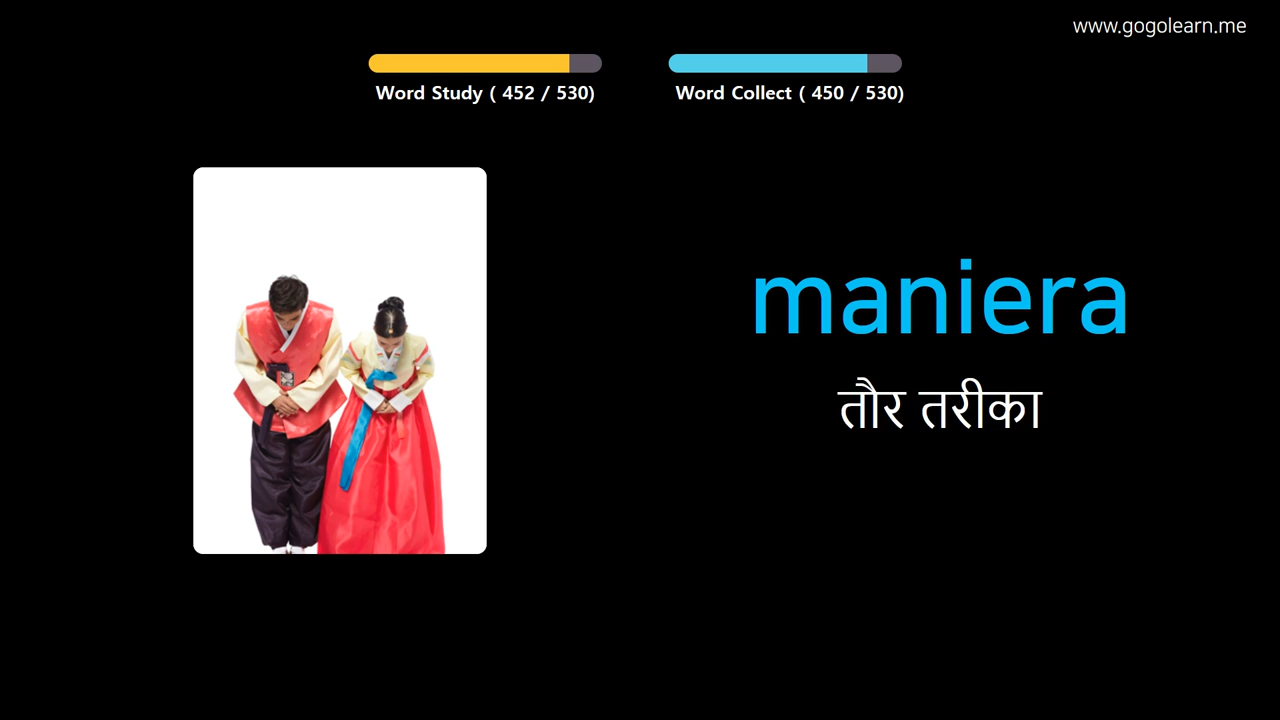 www.gogolearn.me
Word Study ( 452 / 530)
Word Collect ( 450 / 530)
maniera
तौर तरीका